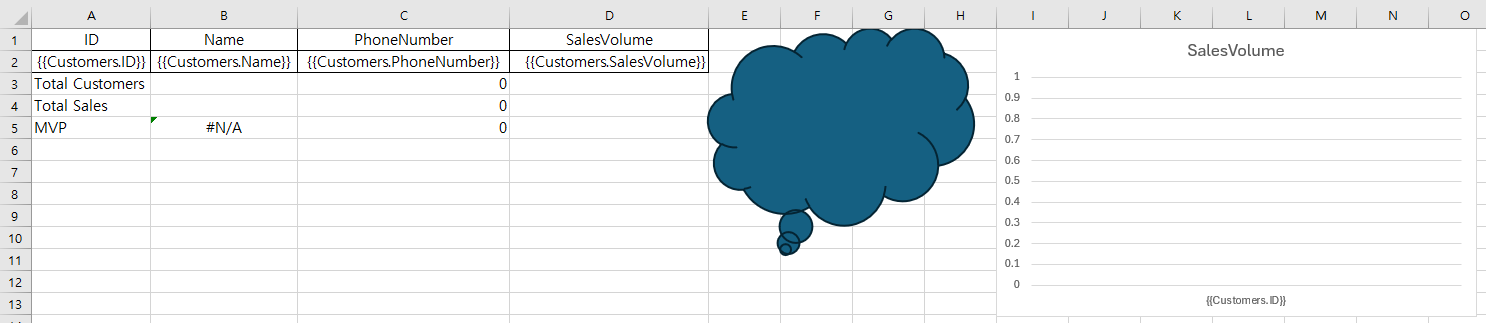 A B C D E F G H I J K L M N O
1 ID Name PhoneNumber SalesVolume
2 {{Customers.ID}} {{Customers.Name}} {{Customers.PhoneNumber}} {{Customers.SalesVolume}}
3 Total Customers 0
4 Total Sales 0
5 MVP #N/A 0
6
7
8
9
10
11
12
13
SalesVolume
1
0.9
0.8
0.7
0.6
0.5
0.4
0.3
0.2
0.1
0
{{Customers.ID}}